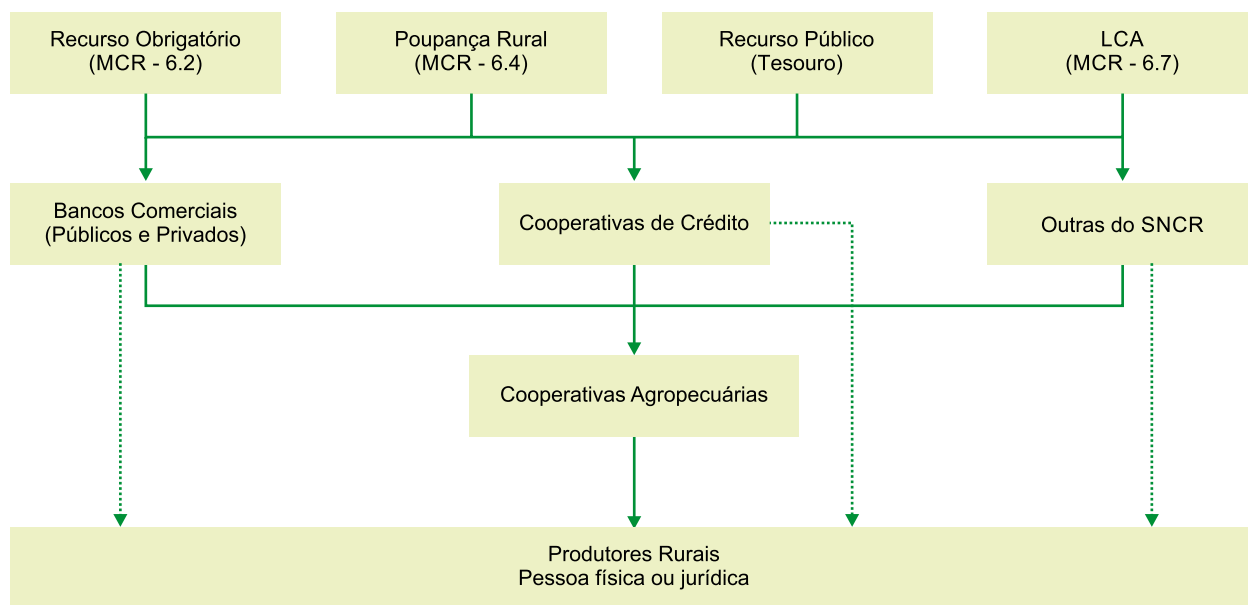 Recurso Obrigatório
(MCR - 6.2)
Poupança Rural
(MCR - 6.4)
Recurso Público
(Tesouro)
LCA
(MCR - 6.7)
Bancos Comerciais
(Públicos e Privados)
Cooperativas de Crédito
Outras do SNCR
Cooperativas Agropecuárias
Produtores Rurais
Pessoa física ou jurídica